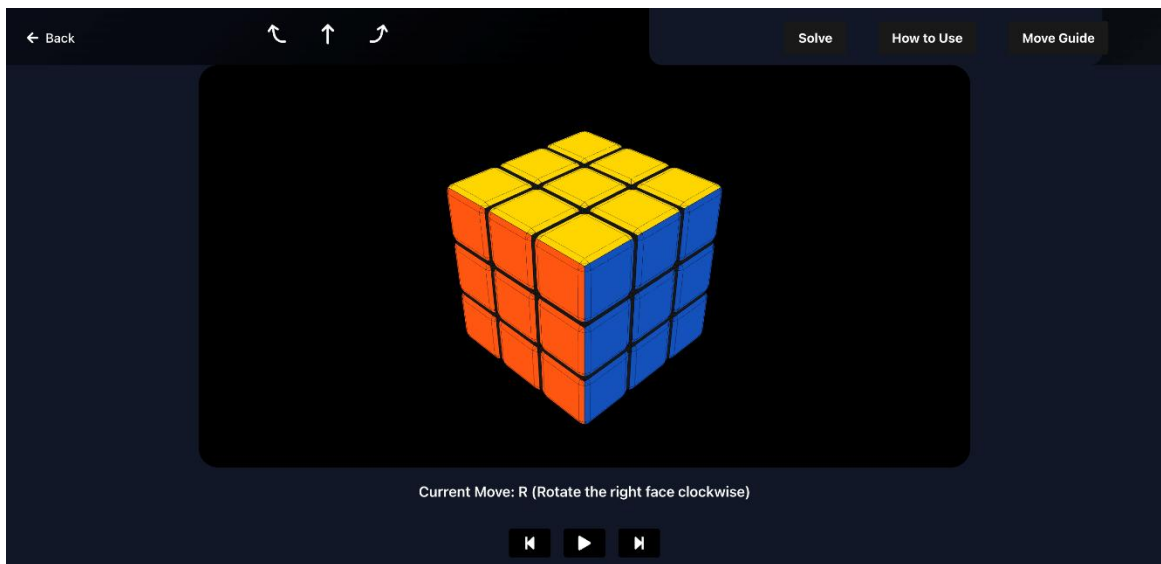 Back
Solve
How to Use
Move Guide
Current Move: R (Rotate the right face clockwise)